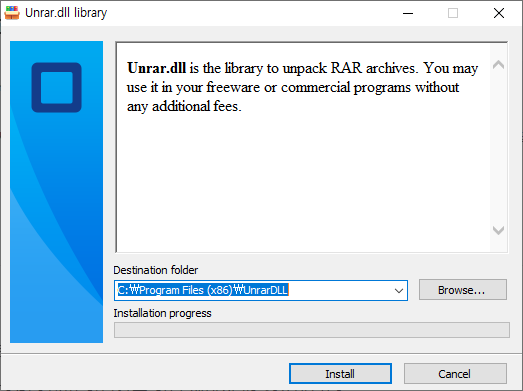 Unrar.dll library
Unrar.dll is the library to unpack RAR archives. You may
use it in your freeware or commercial programs without
any additional fees.
Destination folder
C:₩Program Files (x86)₩UnrarDLL
Browse...
Installation progress
Install
Cancel